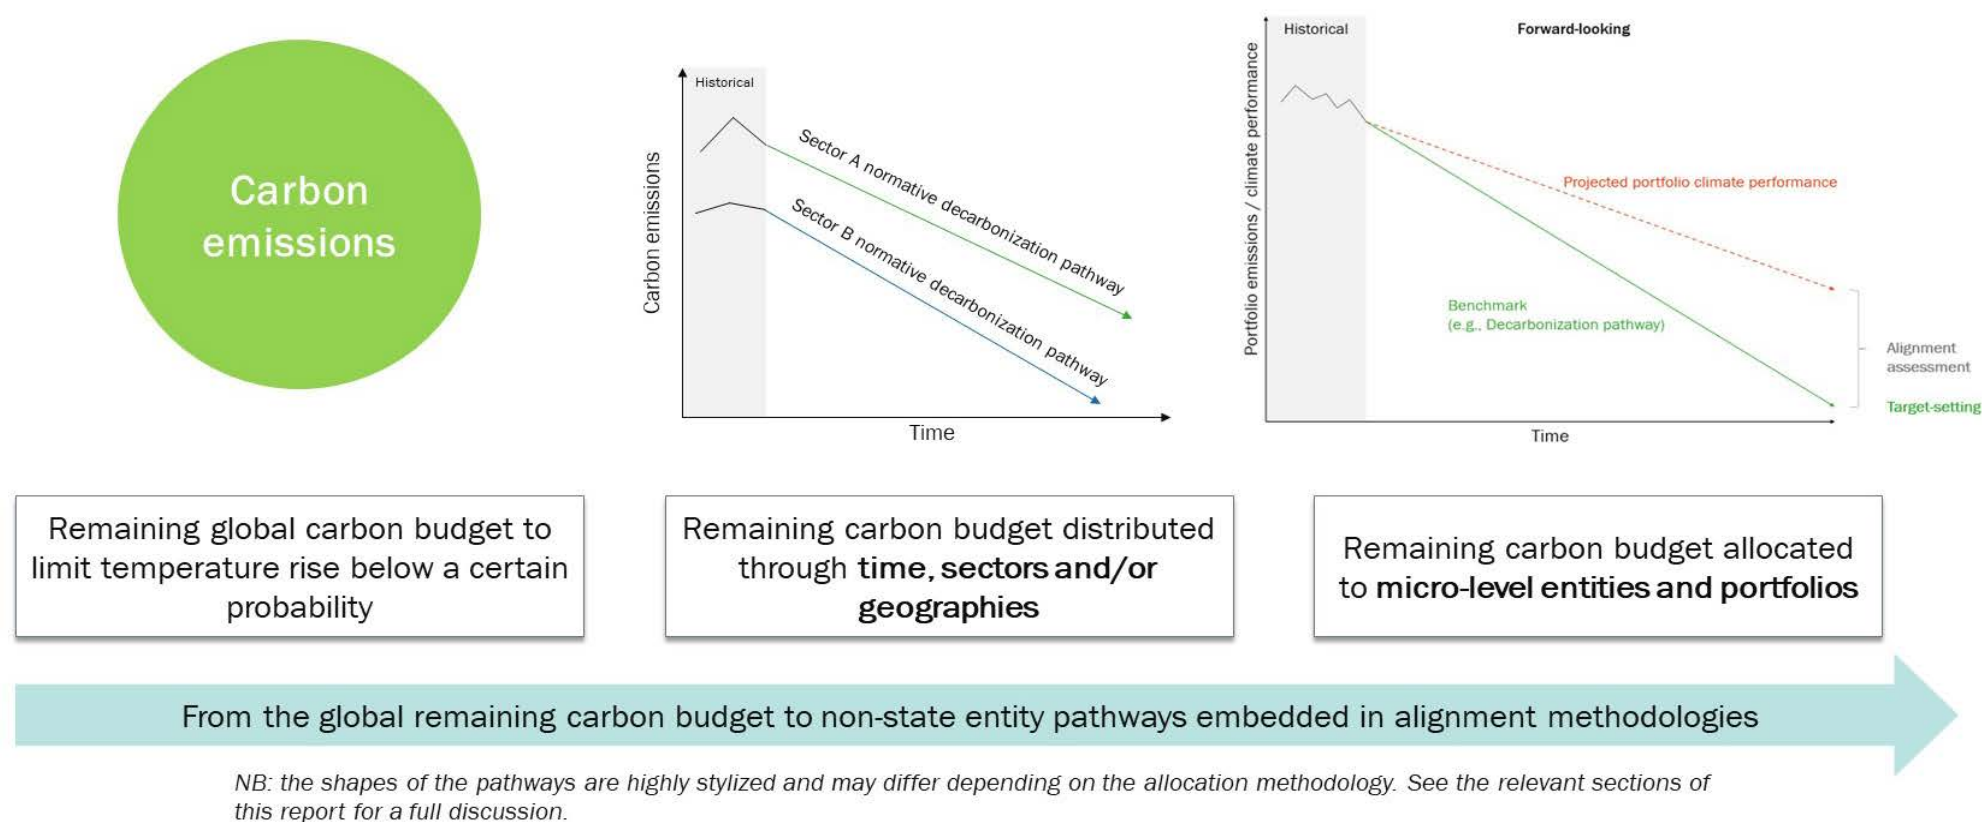 Carbon
emissions
Historical
Carbon emissions
Sector A normative decarbonization pathway
Sector B normative decarbonization pathway
Time
Historical
Forward-looking
Portfolio emissions / climate performance
Projected portfolio climate performance
Benchmark
(e.g., Decarbonization pathway)
Alignment
assessment
Target-setting
Time
Remaining global carbon budget to
limit temperature rise below a certain
probability
Remaining carbon budget distributed
through time, sectors and/or
geographies
Remaining carbon budget allocated
to micro-level entities and portfolios
From the global remaining carbon budget to non-state entity pathways embedded in alignment methodologies
NB: the shapes of the pathways are highly stylized and may differ depending on the allocation methodology. See the relevant sections of
this report for a full discussion.